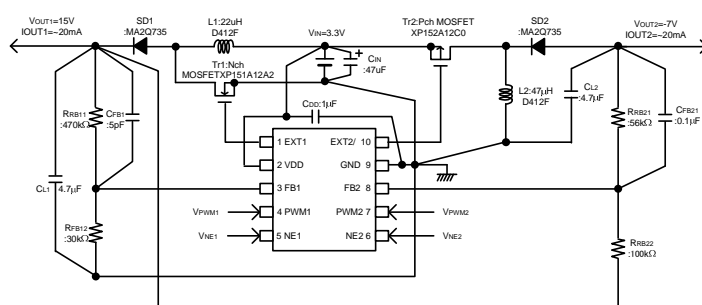 VOUT1=15V
IOUT1=~20mA
SD1
:MA2Q735
L1:22uH
D412F
VIN=3.3V
Tr2:Pch MOSFET
XP152A12C0
SD2
:MA2Q735
VOUT2=-7V
IOUT2=~20mA
Tr1:Nch
MOSFETXP151A12A2
+
CIN
:47uF
L2:47μH
D412F
CL2
:4.7μF
RRB11
:470kΩ
CFB1
:5pF
CDD:1μF
RRB21
:56kΩ
CFB21
:0.1μF
1 EXT1
EXT2/ 10
2 VDD
GND 9
3 FB1
FB2 8
4 PWM1
PWM2 7
5 NE1
NE2 6
CL1
4.7μF
VPWM1
VPWM2
VNE1
VNE2
RFB12
:30kΩ
RRB22
:100kΩ